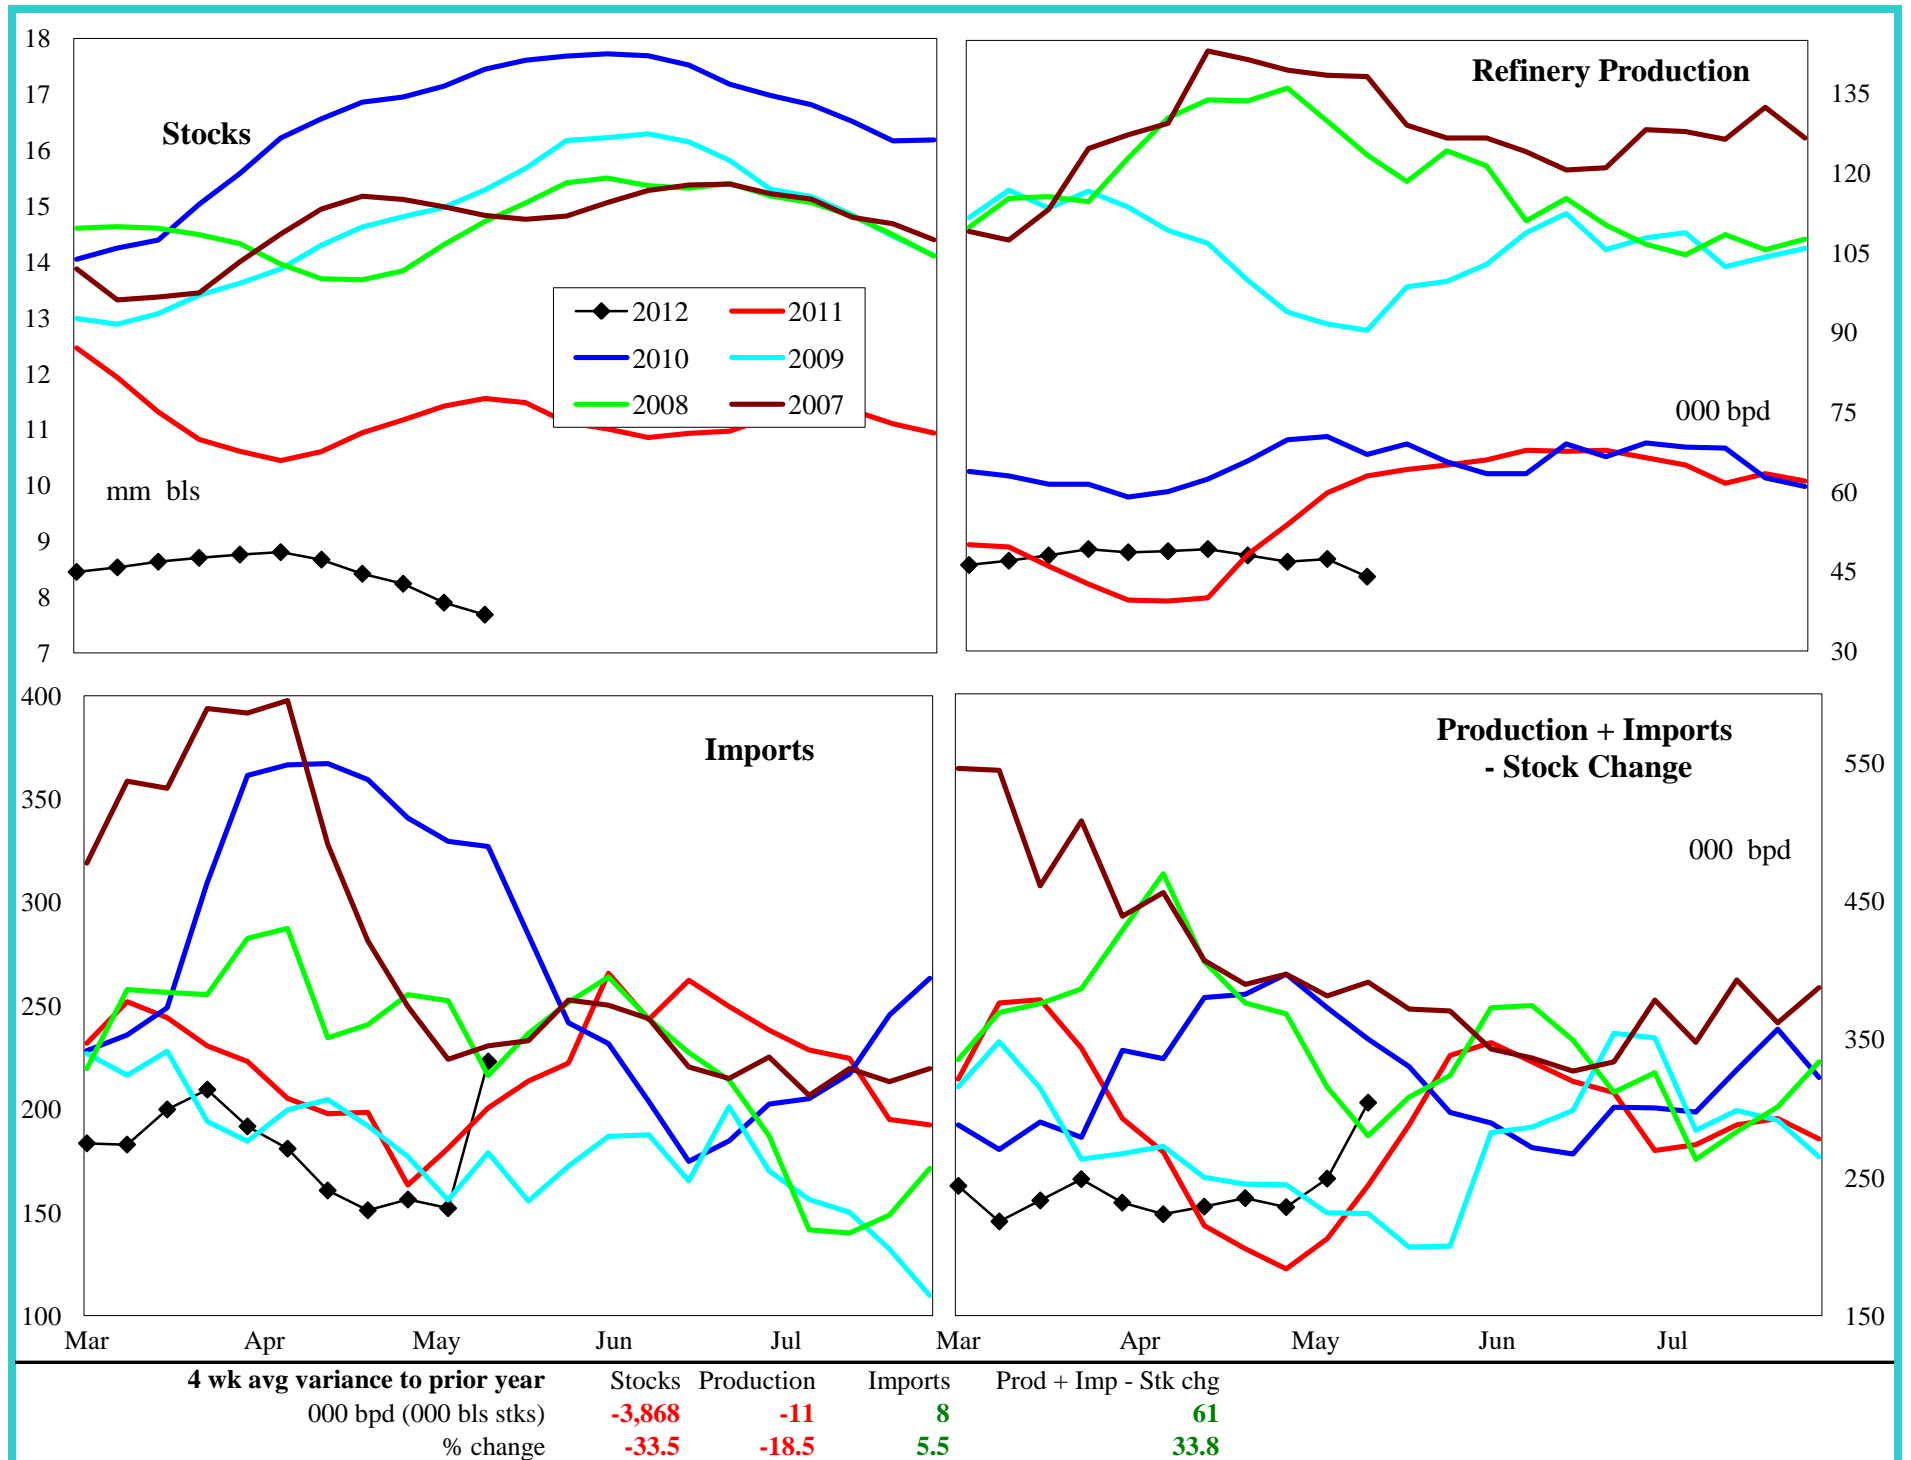 18
17
16
15
14
13
12
11
10
9
8
7
Stocks
mm bls
2012
2011
2010
2009
2008
2007
Refinery Production
000 bpd
135
120
105
90
75
60
45
30
400
350
300
250
200
150
100
Imports
Mar Apr May Jun Jul
Production + Imports
- Stock Change
000 bpd
550
450
350
250
150
Mar Apr May Jun Jul
4 wk avg variance to prior year Stocks Production Imports Prod + Imp - Stk chg
000 bpd (000 bls stks) -3,868 -11 8 61
% change -33.5 -18.5 5.5 33.8